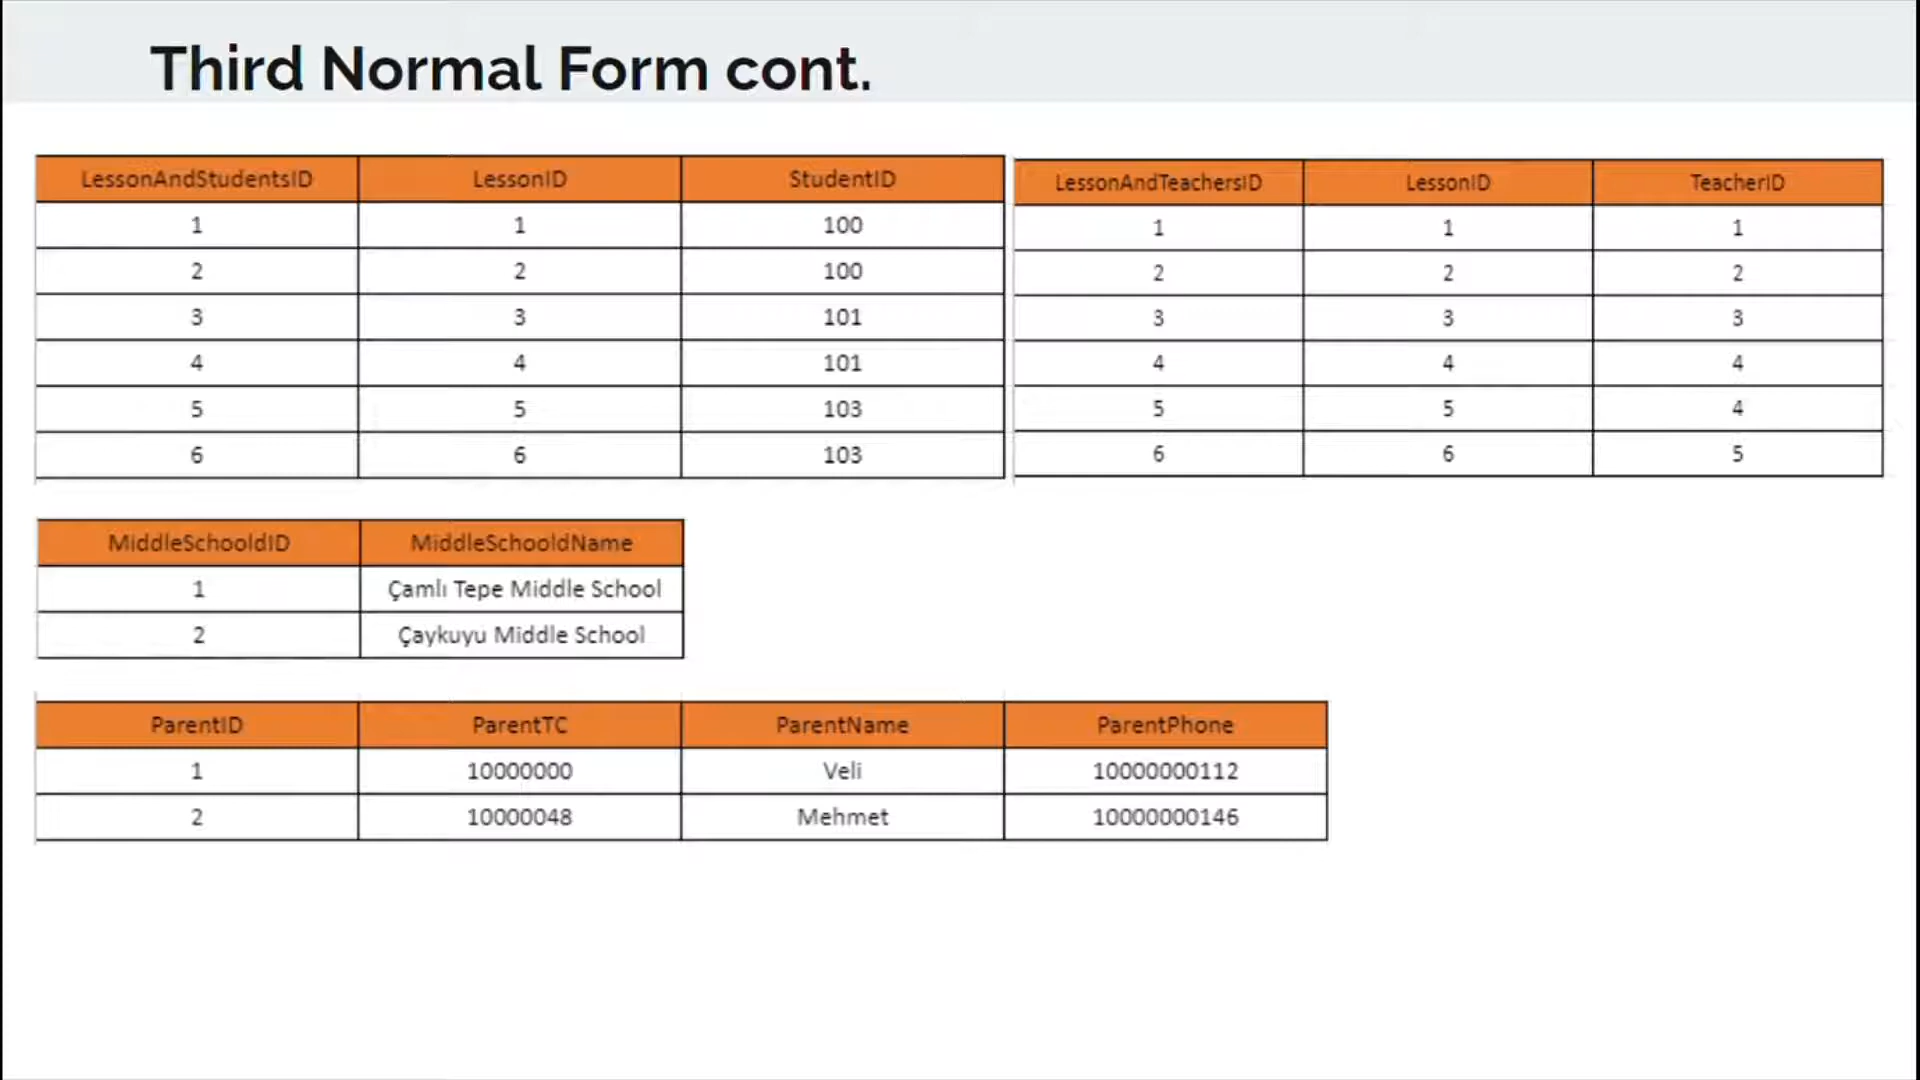 Third Normal Form cont.
LessonAndStudentsID LessonID StudentID
1 1 100
2 2 100
3 3 101
4 4 101
5 5 103
6 6 103
LessonAndTeachersID LessonID TeacherID
1 1 1
2 2 2
3 3 3
4 4 4
5 5 4
6 6 5
MiddleSchooldID MiddleSchooldName
1 Çamlı Tepe Middle School
2 Çaykuyu Middle School
ParentID ParentTC ParentName ParentPhone
1 10000000 Veli 10000000112
2 10000048 Mehmet 10000000146